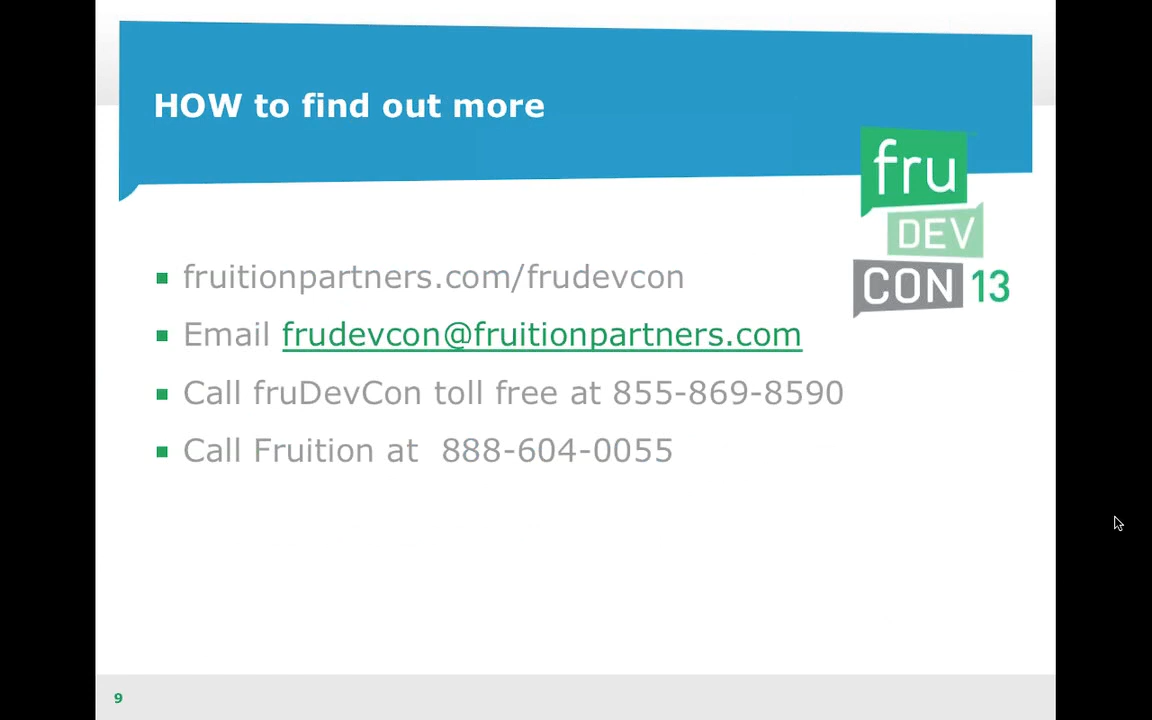 HOW to find out more
fru
DEV
CON 13
fruitionpartners.com/frudevcon
Email frudevcon@fruitionpartners.com
Call fruDevCon toll free at 855-869-8590
Call Fruition at  888-604-0055
9